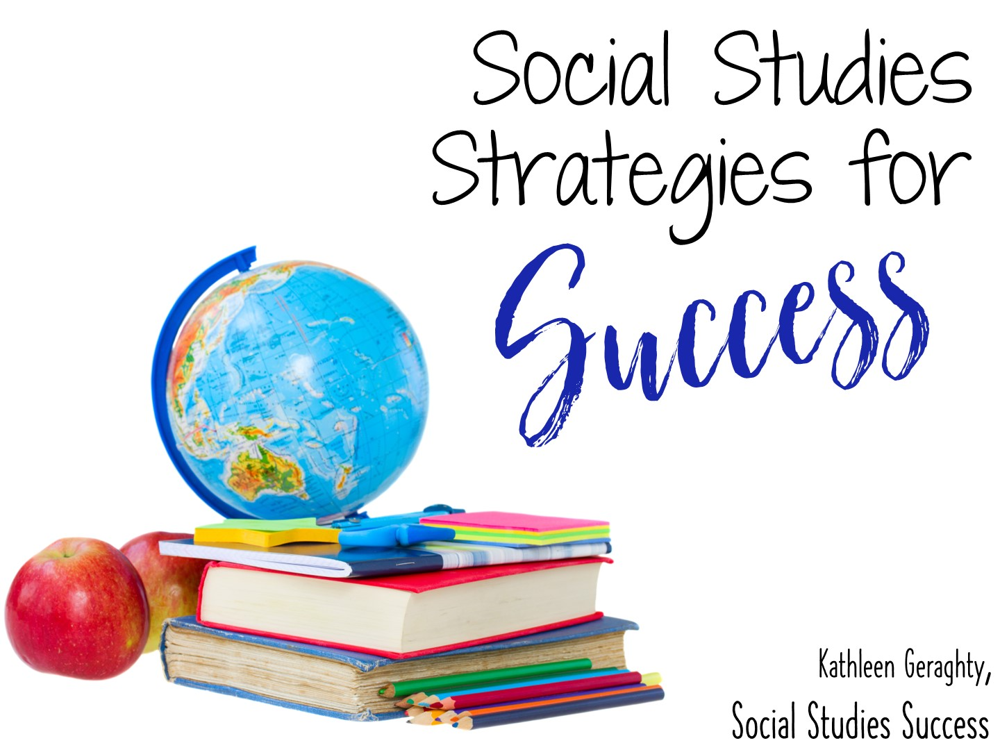 Social Studies
Strategies for
Success
Kathleen Geraghty,
Social Studies Success